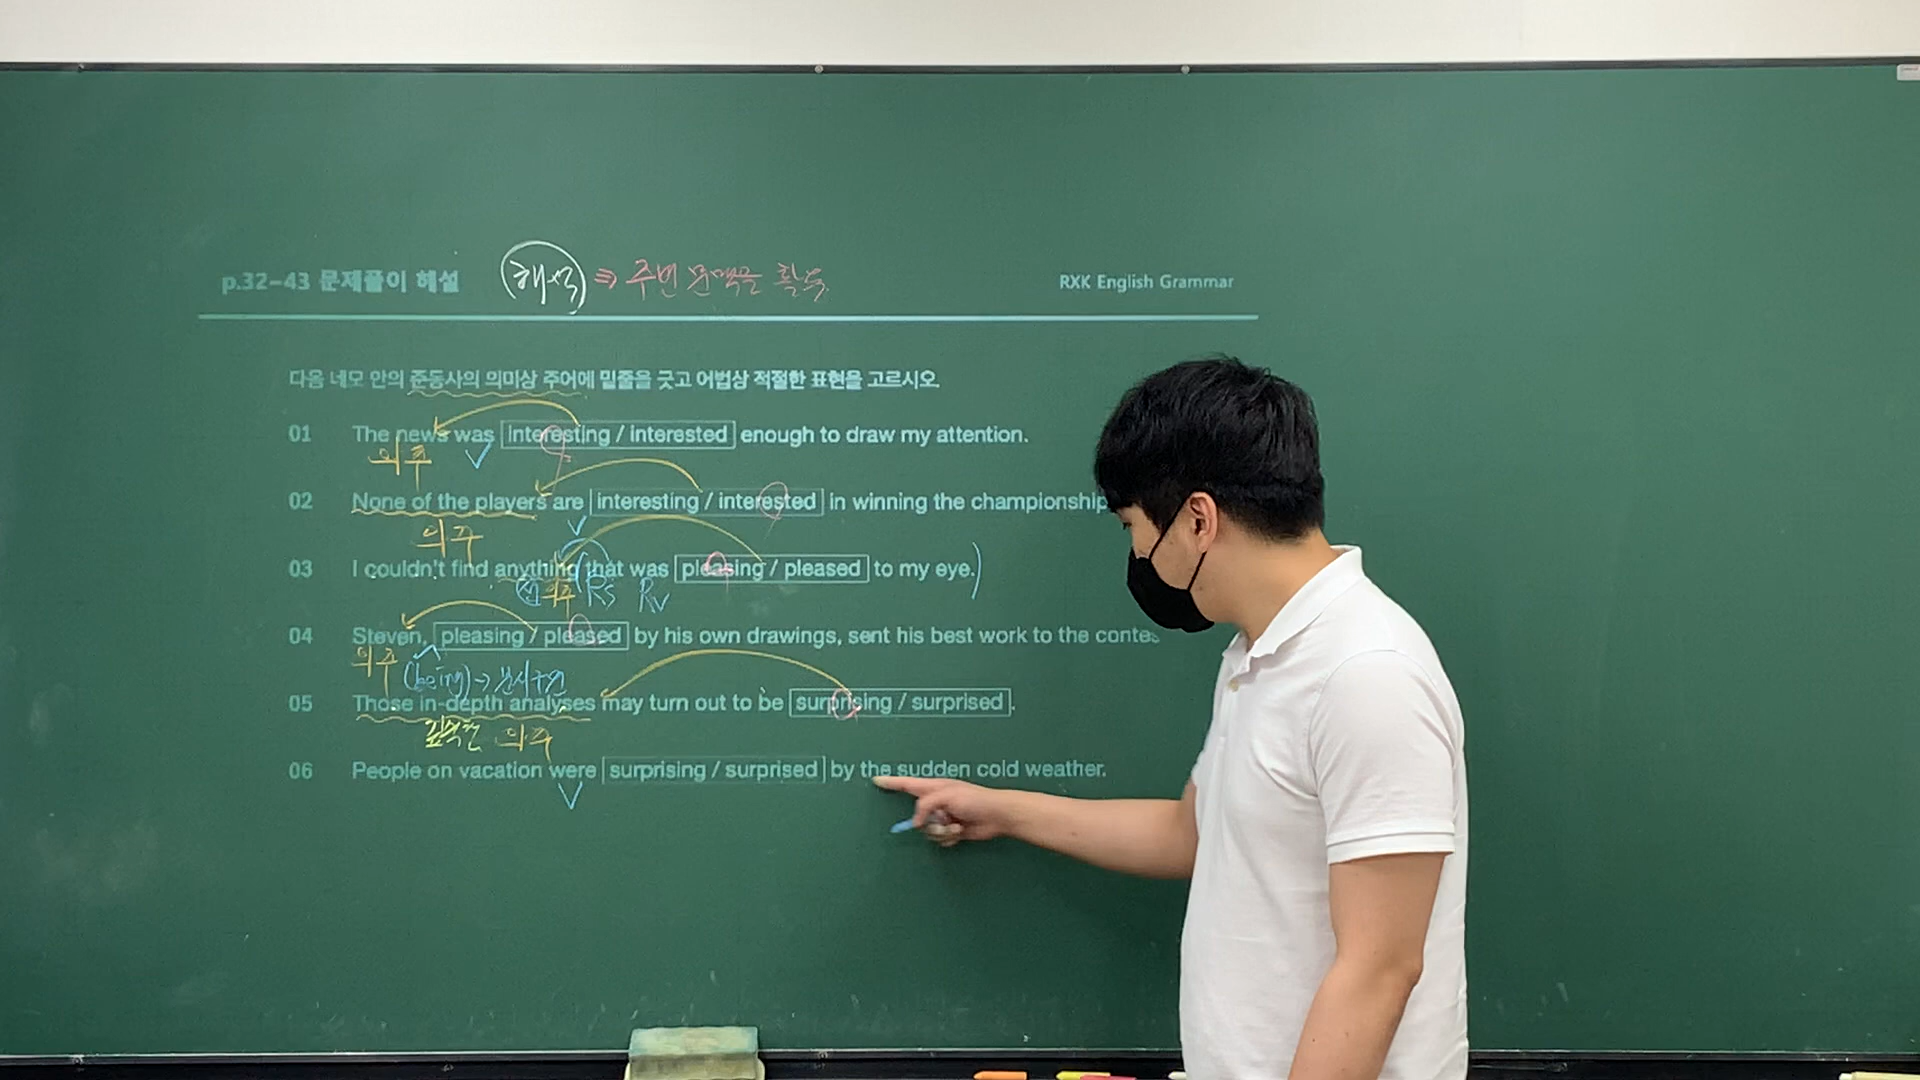 p.32-43 문제풀이 해설 해석 ⇒ 주변 문맥을 활용. RXK English Grammar
다음 네모 안의 준동사의 의미상 주어에 밑줄을 긋고 어법상 적절한 표현을 고르시오.
01 The news was interesting / interested enough to draw my attention.
의주
02 None of the players are interesting / interested in winning the championship
의주
03 I couldn't find anything that was pleasing / pleased to my eye.)
선 의주 Rs Rv
04 Steven, pleasing / pleased by his own drawings, sent his best work to the contes
의주 (being) → 분사구문
05 Those in-depth analyses may turn out to be surprising / surprised.
깊숙한 의주
06 People on vacation were surprising / surprised by the sudden cold weather.